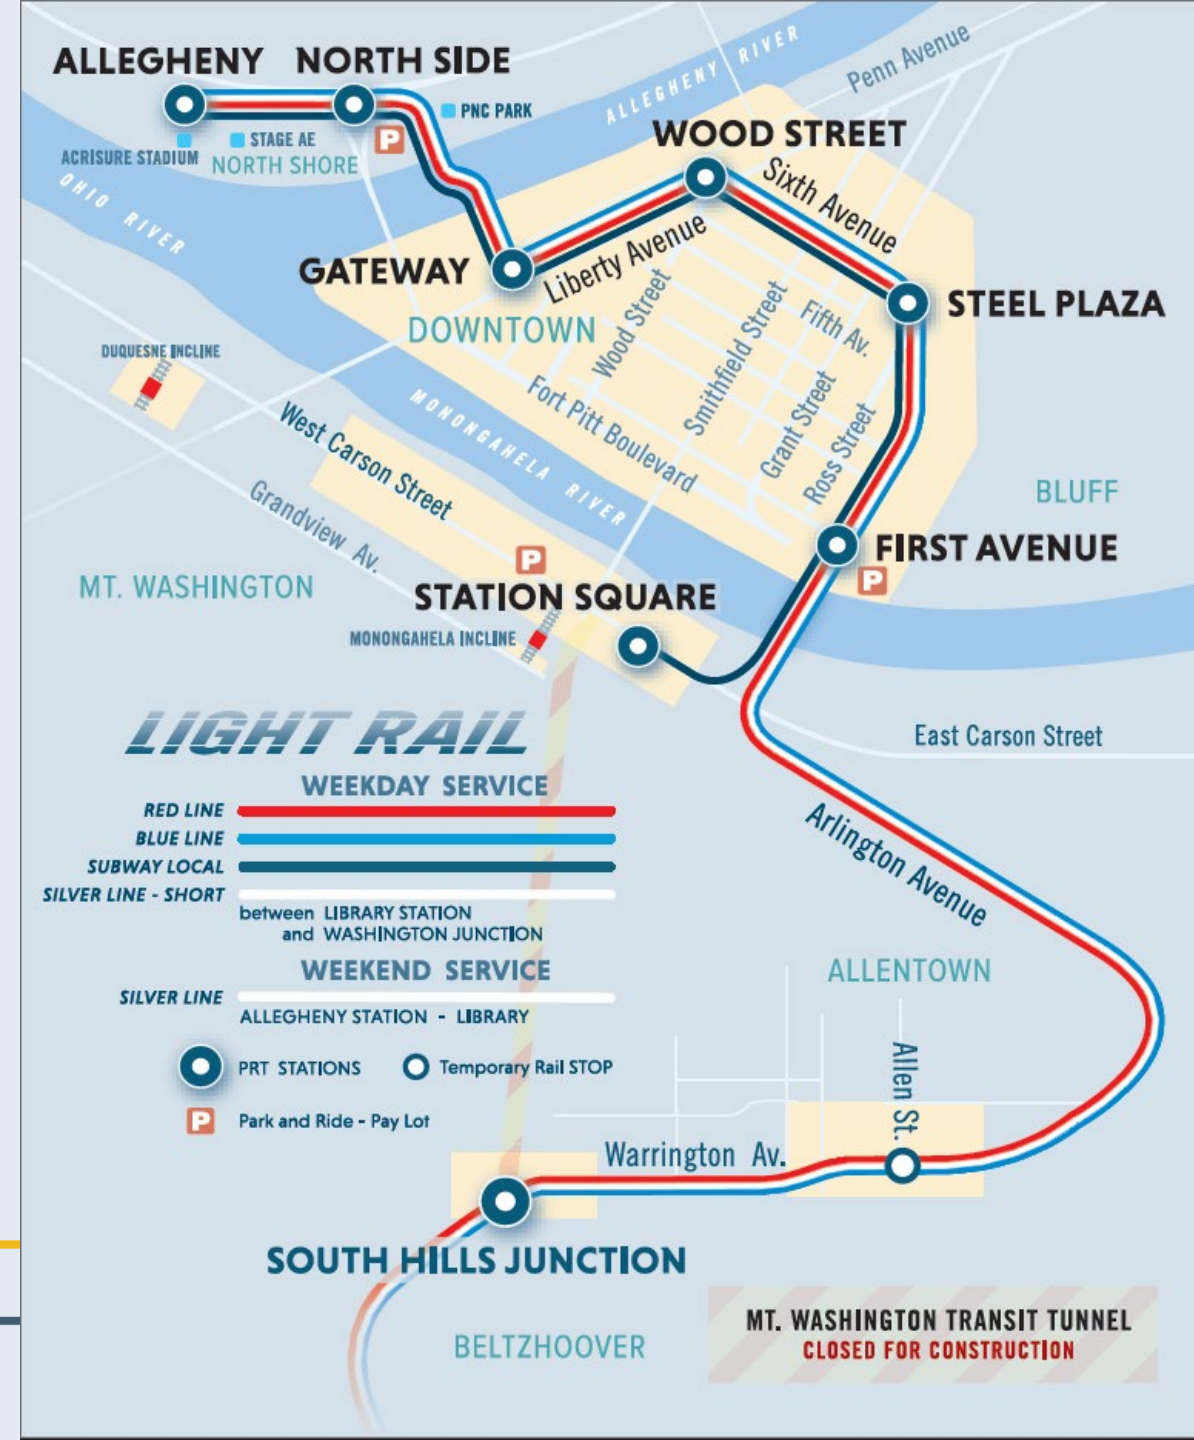 ALLEGHENY
NORTH SIDE
P
PNC PARK
ACRISURE STADIUM
STAGE AE
NORTH SHORE
ALLEGHENY RIVER
Penn Avenue
OHIO RIVER
WOOD STREET
Sixth Avenue
GATEWAY
Liberty Avenue
STEEL PLAZA
DOWNTOWN
Wood Street
Smithfield Street
Fifth Av.
Fort Pitt Boulevard
Grant Street
Ross Street
DUQUESNE INCLINE
MONONGAHELA RIVER
West Carson Street
Grandview Av.
BLUFF
FIRST AVENUE
P
MT. WASHINGTON
P
STATION SQUARE
MONONGAHELA INCLINE
East Carson Street
Arlington Avenue
LIGHT RAIL
WEEKDAY SERVICE
RED LINE
BLUE LINE
SUBWAY LOCAL
SILVER LINE - SHORT
between LIBRARY STATION
and WASHINGTON JUNCTION
WEEKEND SERVICE
SILVER LINE
ALLEGHENY STATION - LIBRARY
PRT STATIONS
Temporary Rail STOP
P
Park and Ride - Pay Lot
ALLENTOWN
Allen St.
Warrington Av.
SOUTH HILLS JUNCTION
BELTZHOOVER
MT. WASHINGTON TRANSIT TUNNEL
CLOSED FOR CONSTRUCTION